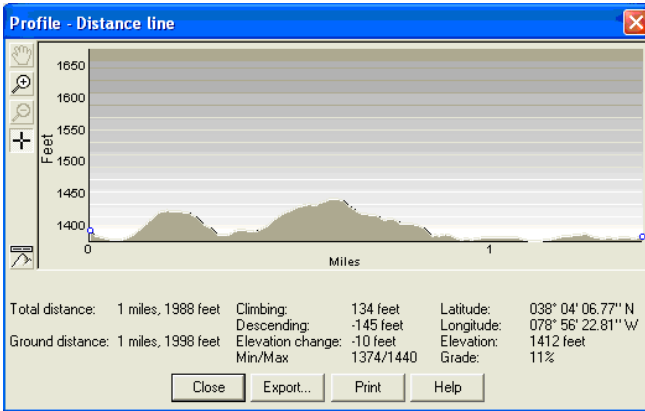 Profile - Distance line
1650
1600
1550
1500
1450
1400
Feet
0 1
Miles
Total distance: 1 miles, 1988 feet Climbing: 134 feet Latitude: 038° 04' 06.77" N
Descending: -145 feet Longitude: 078° 56' 22.81" W
Ground distance: 1 miles, 1998 feet Elevation change: -10 feet Elevation: 1412 feet
Min/Max 1374/1440 Grade: 11%
Close Export... Print Help